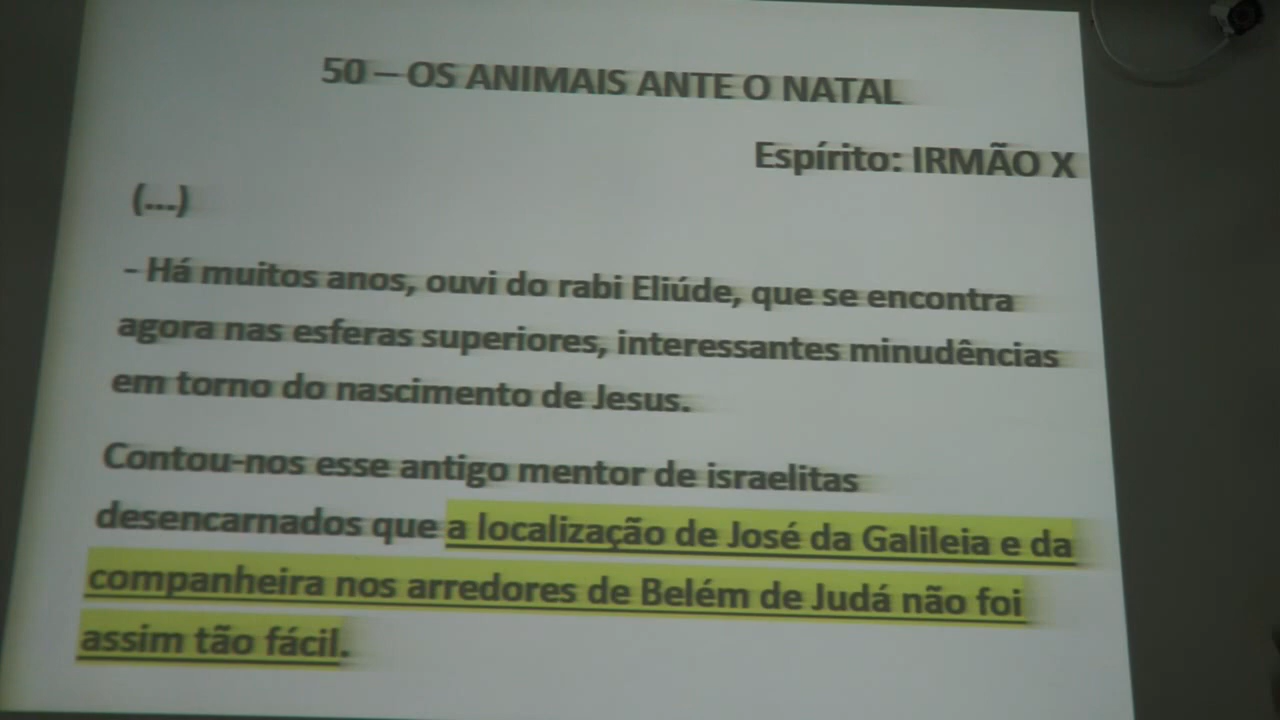 50 – OS ANIMAIS ANTE O NATAL
Espírito: IRMÃO X
(...)
- Há muitos anos, ouvi do rabi Eliúde, que se encontra
agora nas esferas superiores, interessantes minudências
em torno do nascimento de Jesus.
Contou-nos esse antigo mentor de israelitas
desencarnados que a localização de José da Galileia e da
companheira nos arredores de Belém de Judá não foi
assim tão fácil.